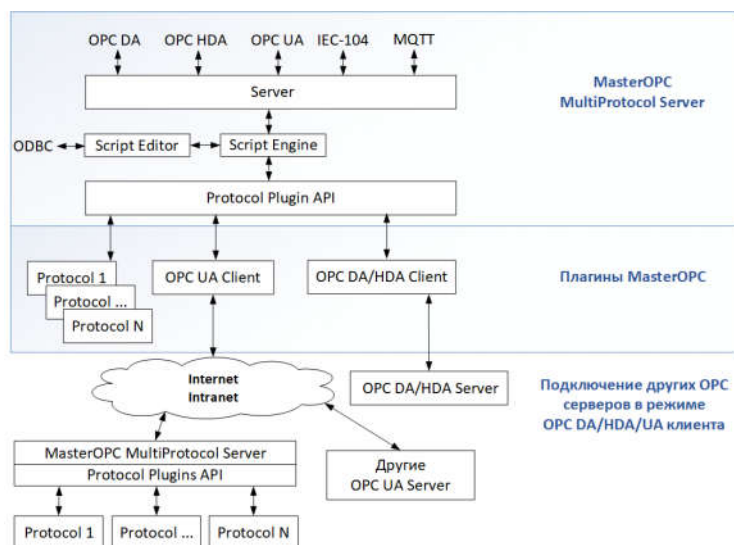 OPC DA OPC HDA OPC UA IEC-104 MQTT
Server
MasterOPC
MultiProtocol Server
ODBC Script Editor Script Engine
Protocol Plugin API
Protocol 1
Protocol ...
Protocol N
OPC UA Client
OPC DA/HDA Client
Плагины MasterOPC
Internet
Intranet
OPC DA/HDA Server
Подключение других OPC
серверов в режиме
OPC DA/HDA/UA клиента
MasterOPC MultiProtocol Server
Protocol Plugins API
Другие
OPC UA Server
Protocol 1 Protocol ... Protocol N